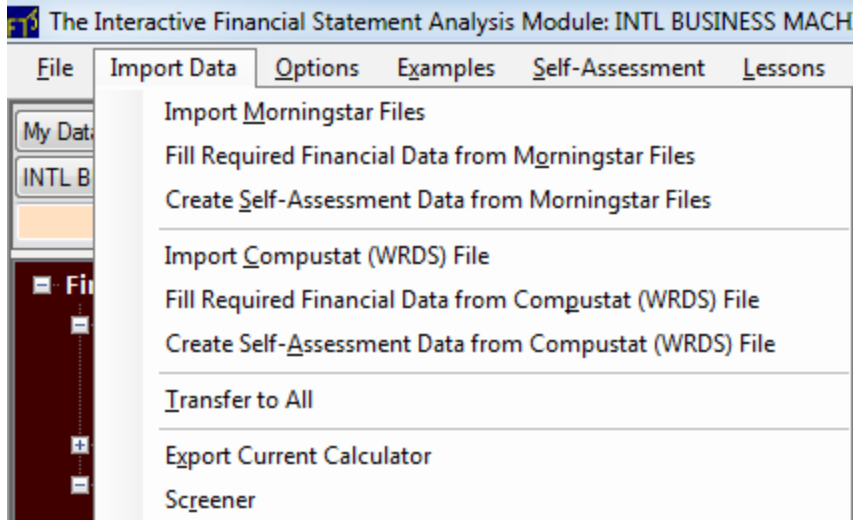 The Interactive Financial Statement Analysis Module: INTL BUSINESS MACH
File Import Data Options Examples Self-Assessment Lessons
My Data
Import Morningstar Files
Fill Required Financial Data from Morningstar Files
INTL B
Create Self-Assessment Data from Morningstar Files
Import Compustat (WRDS) File
Fin
Fill Required Financial Data from Compustat (WRDS) File
Create Self-Assessment Data from Compustat (WRDS) File
Transfer to All
Export Current Calculator
Screener